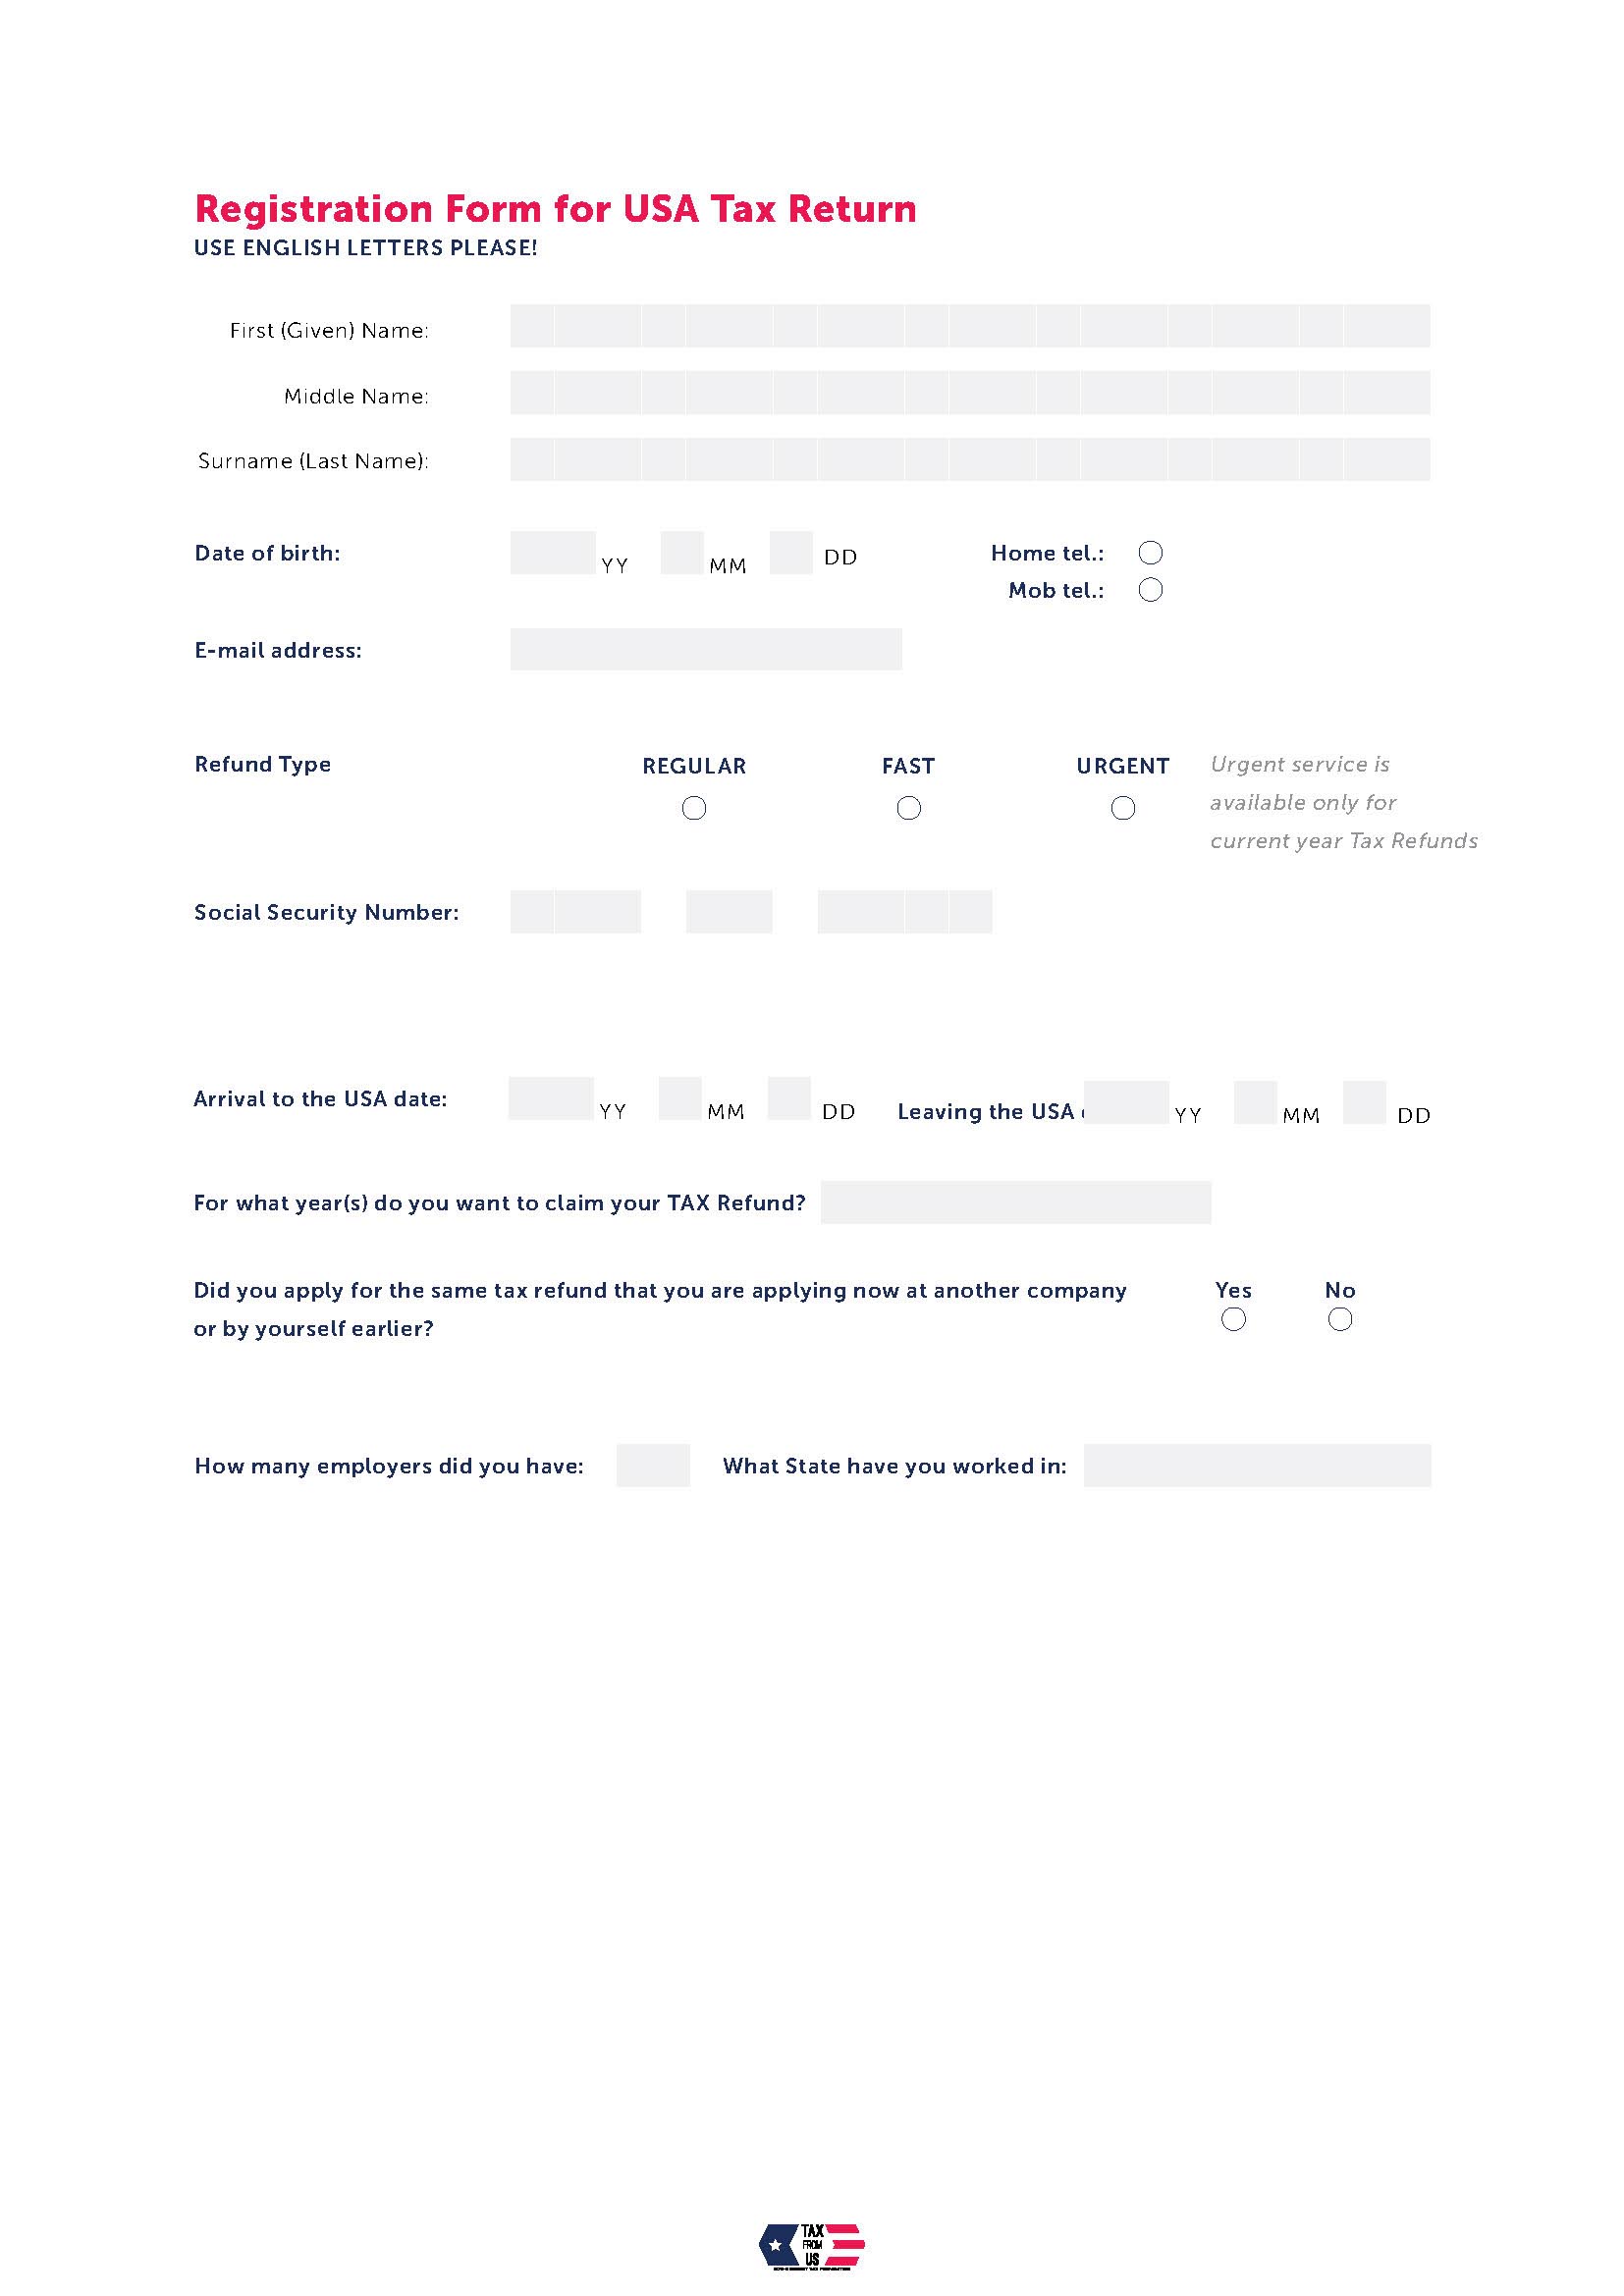 Registration Form for USA Tax Return
USE ENGLISH LETTERS PLEASE!
First (Given) Name:
Middle Name:
Surname (Last Name):
Date of birth: YY MM DD Home tel.:
Mob tel.:
E-mail address:
Refund Type REGULAR FAST URGENT Urgent service is
available only for
current year Tax Refunds
Social Security Number:
Arrival to the USA date: YY MM DD Leaving the USA YY MM DD
For what year(s) do you want to claim your TAX Refund?
Did you apply for the same tax refund that you are applying now at another company Yes No
or by yourself earlier?
How many employers did you have: What State have you worked in:
TAX
FROM
US